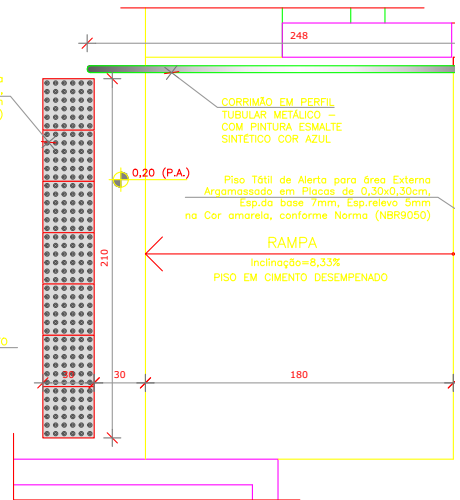 248
CORRIMÃO EM PERFIL
TUBULAR METÁLICO –
COM PINTURA ESMALTE
SINTÉTICO COR AZUL
0,20 (P.A.)
Piso Tátil de Alerta para área Externa
Argamassada em Placas de 0,30x0,30cm,
Esp.da base 7mm, Esp.relevo 5mm
na Cor amarela, conforme Norma (NBR9050)
RAMPA
Inclinação=8,33%
PISO EM CIMENTO DESEMPENADO
210
30
180